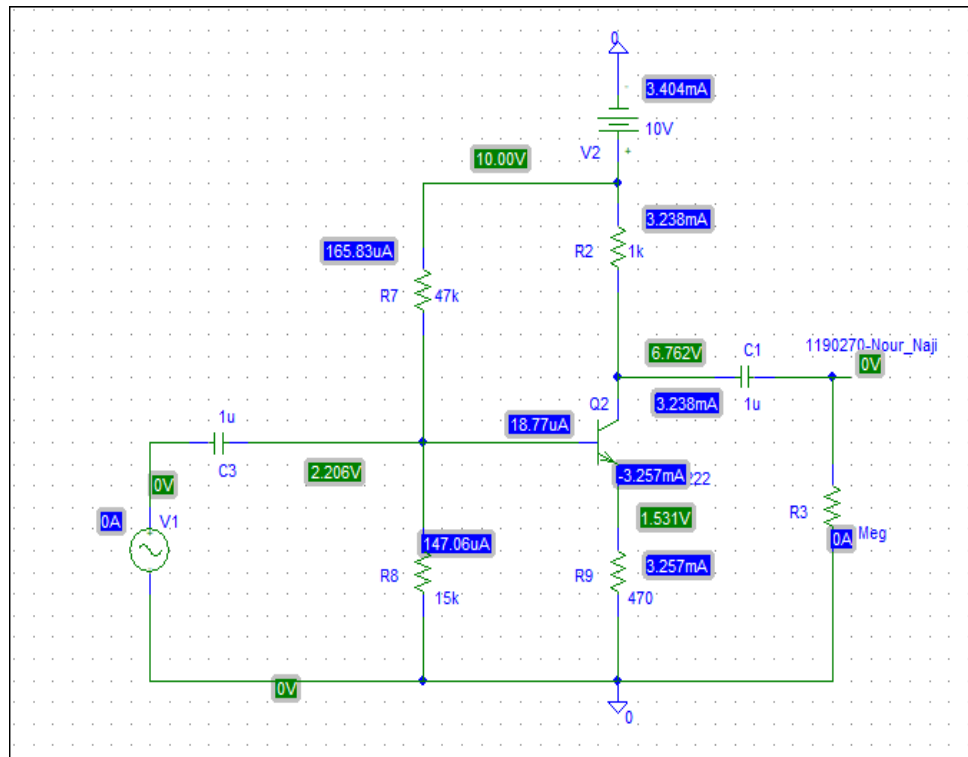 0
3.404mA
10V
V2
+
10.00V
3.238mA
R2
1k
165.83uA
R7
47k
1190270-Nour_Naji
6.762V
C1
0V
Q2
3.238mA
1u
1u
18.77uA
C3
2.206V
-3.257mA
222
0V
1.531V
R3
0A
V1
+
147.06uA
0A
Meg
R8
15k
R9
3.257mA
470
0V
0